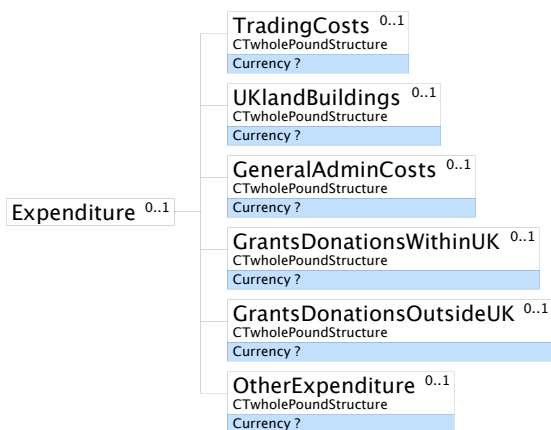 TradingCosts 0..1
CTwholePoundStructure
Currency ?
UKlandBuildings 0..1
CTwholePoundStructure
Currency ?
GeneralAdminCosts 0..1
CTwholePoundStructure
Currency ?
Expenditure 0..1
GrantsDonationsWithinUK 0..1
CTwholePoundStructure
Currency ?
GrantsDonationsOutsideUK 0..1
CTwholePoundStructure
Currency ?
OtherExpenditure 0..1
CTwholePoundStructure
Currency ?